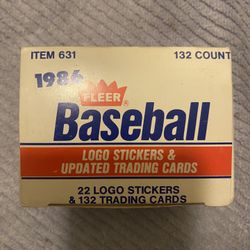 ITEM 631 132 COUNT
1986
FLEER®
Baseball
LOGO STICKERS &
UPDATED TRADING CARDS
22 LOGO STICKERS
& 132 TRADING CARDS